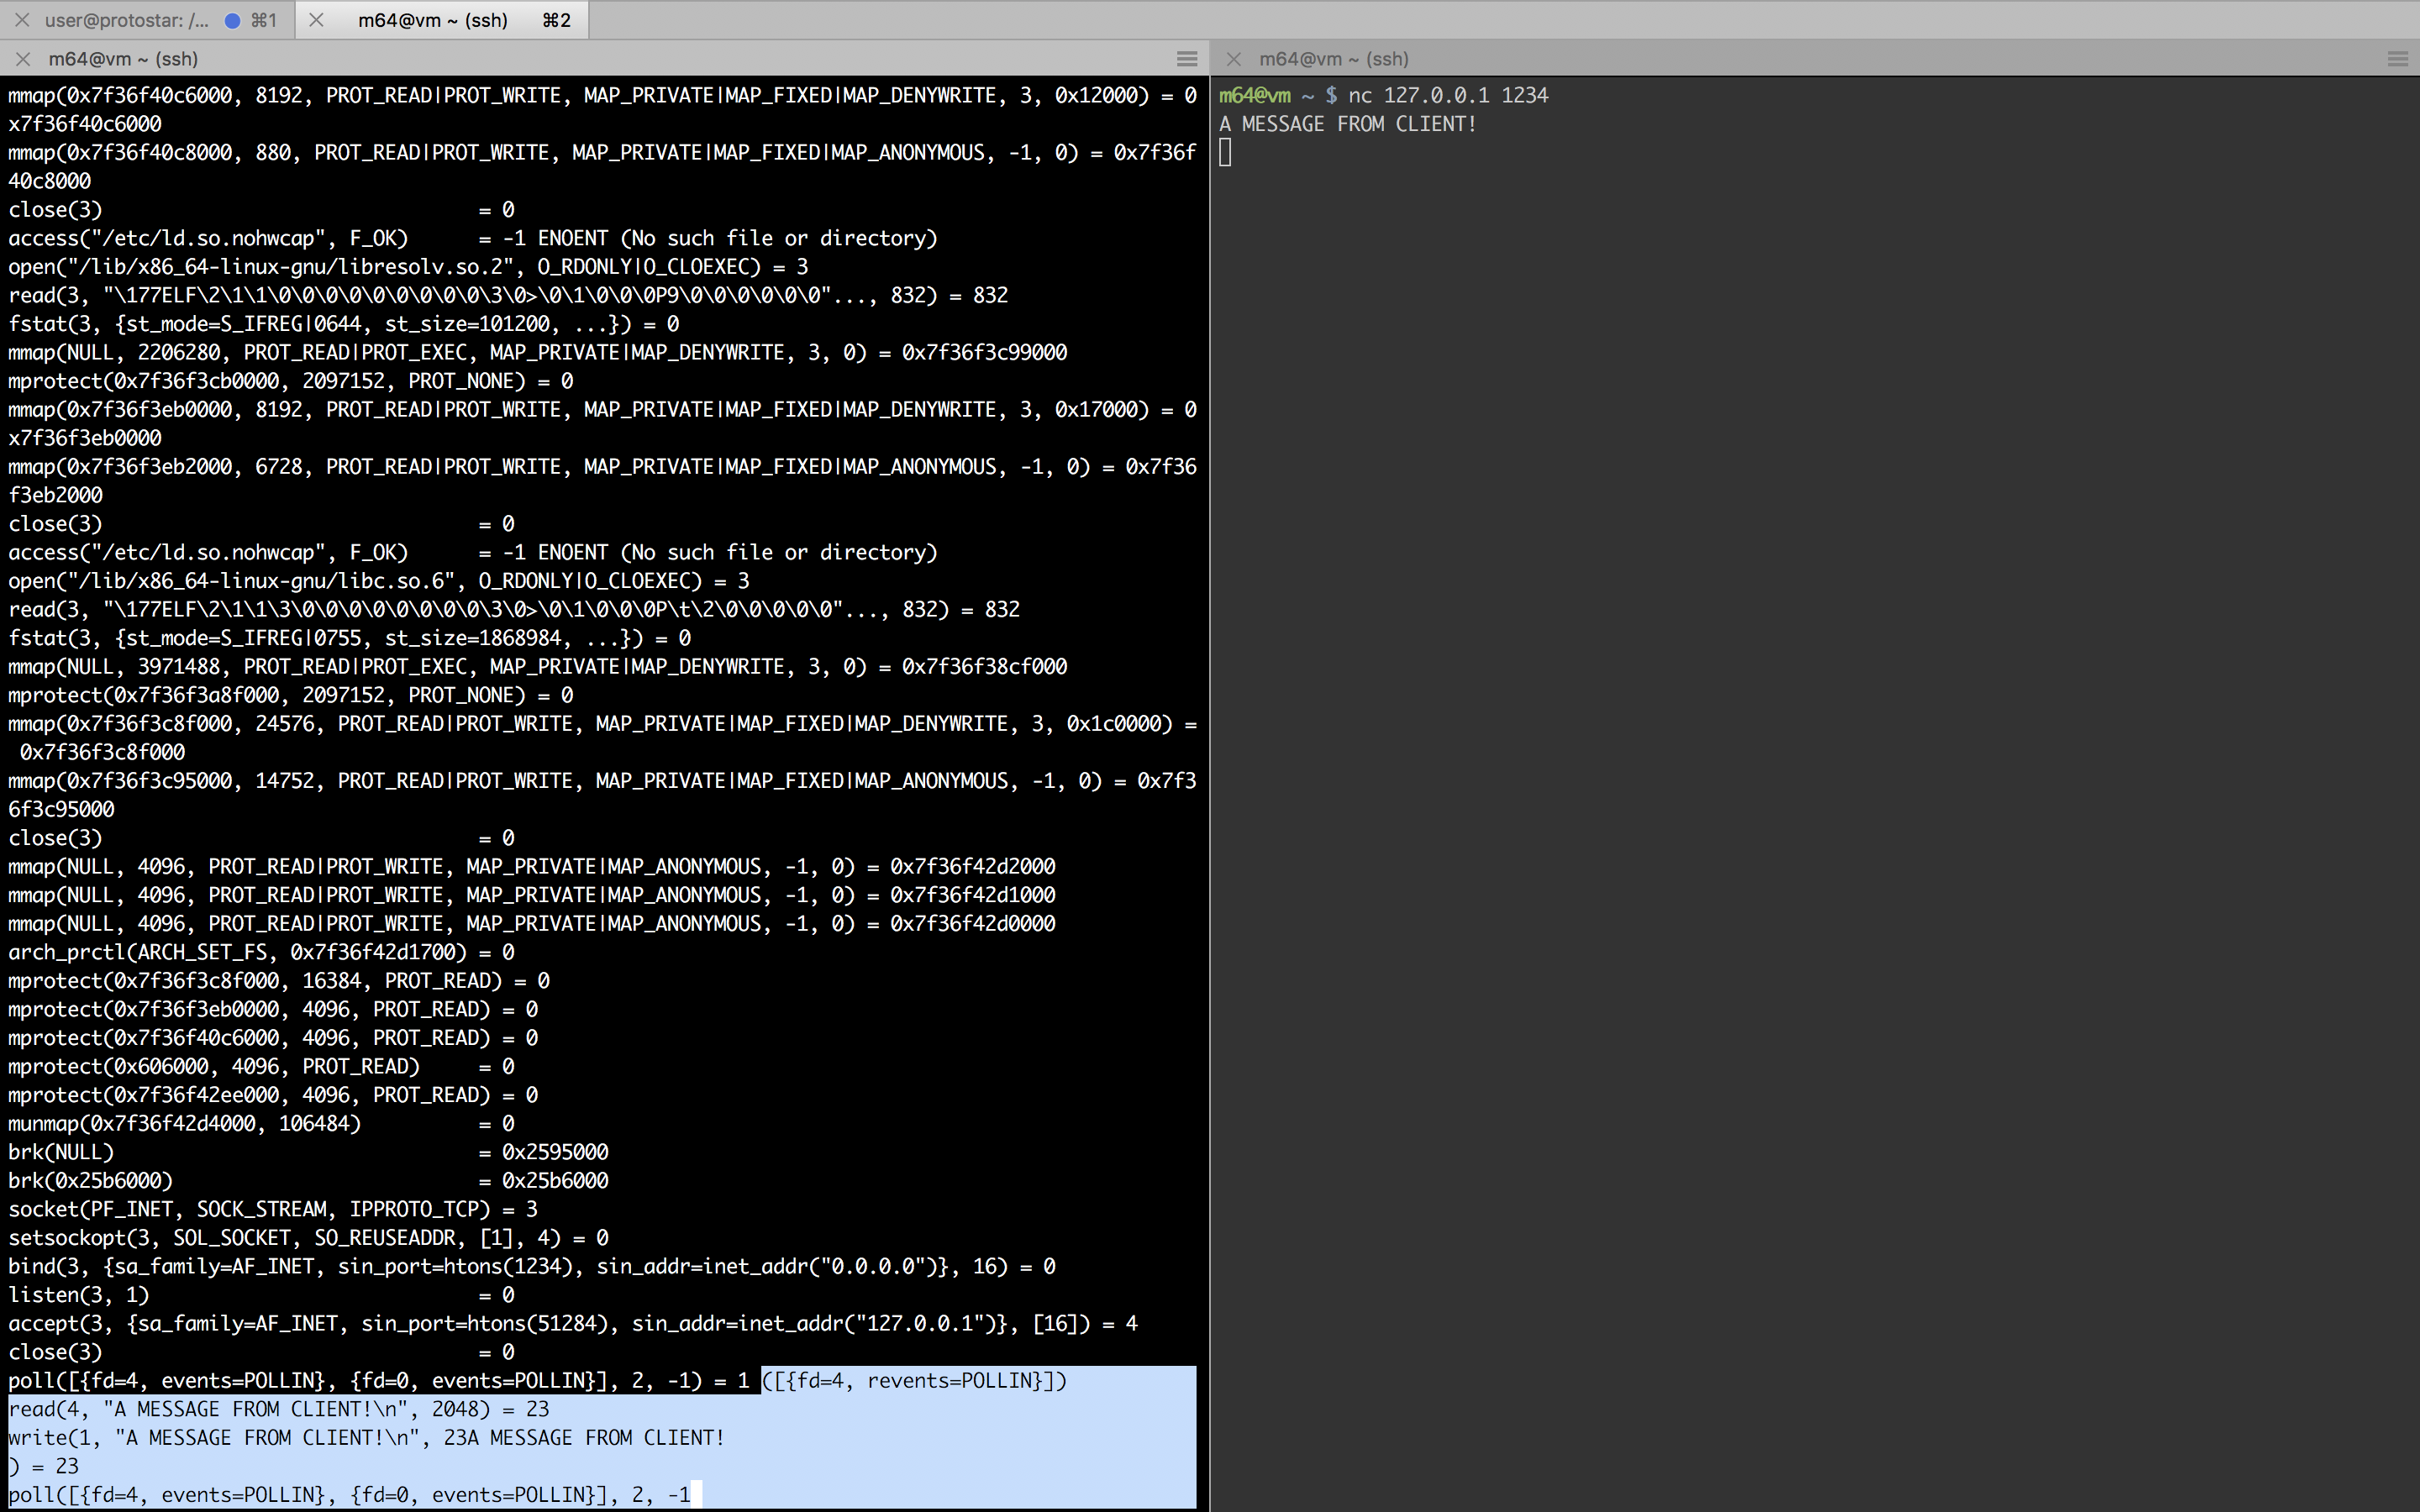 user@protostar: /... ⌘1
m64@vm ~ (ssh) ⌘2
m64@vm ~ (ssh)
mmap(0x7f36f40c6000, 8192, PROT_READ|PROT_WRITE, MAP_PRIVATE|MAP_FIXED|MAP_DENYWRITE, 3, 0x12000) = 0
x7f36f40c6000
mmap(0x7f36f40c8000, 880, PROT_READ|PROT_WRITE, MAP_PRIVATE|MAP_FIXED|MAP_ANONYMOUS, -1, 0) = 0x7f36f
40c8000
close(3)                                = 0
access("/etc/ld.so.nohwcap", F_OK)      = -1 ENOENT (No such file or directory)
open("/lib/x86_64-linux-gnu/libresolv.so.2", O_RDONLY|O_CLOEXEC) = 3
read(3, "\177ELF\2\1\1\0\0\0\0\0\0\0\0\0\3\0>\0\1\0\0\0P9\0\0\0\0\0\0"..., 832) = 832
fstat(3, {st_mode=S_IFREG|0644, st_size=101200, ...}) = 0
mmap(NULL, 2206280, PROT_READ|PROT_EXEC, MAP_PRIVATE|MAP_DENYWRITE, 3, 0) = 0x7f36f3c99000
mprotect(0x7f36f3cb0000, 2097152, PROT_NONE) = 0
mmap(0x7f36f3eb0000, 8192, PROT_READ|PROT_WRITE, MAP_PRIVATE|MAP_FIXED|MAP_DENYWRITE, 3, 0x17000) = 0
x7f36f3eb0000
mmap(0x7f36f3eb2000, 6728, PROT_READ|PROT_WRITE, MAP_PRIVATE|MAP_FIXED|MAP_ANONYMOUS, -1, 0) = 0x7f36
f3eb2000
close(3)                                = 0
access("/etc/ld.so.nohwcap", F_OK)      = -1 ENOENT (No such file or directory)
open("/lib/x86_64-linux-gnu/libc.so.6", O_RDONLY|O_CLOEXEC) = 3
read(3, "\177ELF\2\1\1\3\0\0\0\0\0\0\0\0\3\0>\0\1\0\0\0P\t\2\0\0\0\0\0"..., 832) = 832
fstat(3, {st_mode=S_IFREG|0755, st_size=1868984, ...}) = 0
mmap(NULL, 3971488, PROT_READ|PROT_EXEC, MAP_PRIVATE|MAP_DENYWRITE, 3, 0) = 0x7f36f38cf000
mprotect(0x7f36f3a8f000, 2097152, PROT_NONE) = 0
mmap(0x7f36f3c8f000, 24576, PROT_READ|PROT_WRITE, MAP_PRIVATE|MAP_FIXED|MAP_DENYWRITE, 3, 0x1c0000) =
 0x7f36f3c8f000
mmap(0x7f36f3c95000, 14752, PROT_READ|PROT_WRITE, MAP_PRIVATE|MAP_FIXED|MAP_ANONYMOUS, -1, 0) = 0x7f3
6f3c95000
close(3)                                = 0
mmap(NULL, 4096, PROT_READ|PROT_WRITE, MAP_PRIVATE|MAP_ANONYMOUS, -1, 0) = 0x7f36f42d2000
mmap(NULL, 4096, PROT_READ|PROT_WRITE, MAP_PRIVATE|MAP_ANONYMOUS, -1, 0) = 0x7f36f42d1000
mmap(NULL, 4096, PROT_READ|PROT_WRITE, MAP_PRIVATE|MAP_ANONYMOUS, -1, 0) = 0x7f36f42d0000
arch_prctl(ARCH_SET_FS, 0x7f36f42d1700) = 0
mprotect(0x7f36f3c8f000, 16384, PROT_READ) = 0
mprotect(0x7f36f3eb0000, 4096, PROT_READ) = 0
mprotect(0x7f36f40c6000, 4096, PROT_READ) = 0
mprotect(0x606000, 4096, PROT_READ)     = 0
mprotect(0x7f36f42ee000, 4096, PROT_READ) = 0
munmap(0x7f36f42d4000, 106484)          = 0
brk(NULL)                               = 0x2595000
brk(0x25b6000)                          = 0x25b6000
socket(PF_INET, SOCK_STREAM, IPPROTO_TCP) = 3
setsockopt(3, SOL_SOCKET, SO_REUSEADDR, [1], 4) = 0
bind(3, {sa_family=AF_INET, sin_port=htons(1234), sin_addr=inet_addr("0.0.0.0")}, 16) = 0
listen(3, 1)                            = 0
accept(3, {sa_family=AF_INET, sin_port=htons(51284), sin_addr=inet_addr("127.0.0.1")}, [16]) = 4
close(3)                                = 0
poll([{fd=4, events=POLLIN}, {fd=0, events=POLLIN}], 2, -1) = 1 ([{fd=4, revents=POLLIN}])
read(4, "A MESSAGE FROM CLIENT!\n", 2048) = 23
write(1, "A MESSAGE FROM CLIENT!\n", 23A MESSAGE FROM CLIENT!
) = 23
poll([{fd=4, events=POLLIN}, {fd=0, events=POLLIN}], 2, -1
m64@vm ~ (ssh)
m64@vm ~ $ nc 127.0.0.1 1234
A MESSAGE FROM CLIENT!